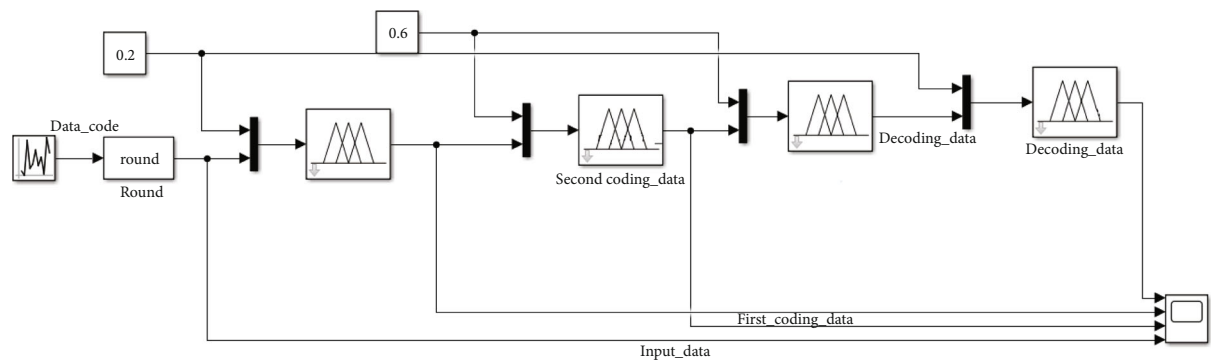 0.6
0.2
Data_code
round
Round
Second coding_data
Decoding_data
Decoding_data
First_coding_data
Input_data